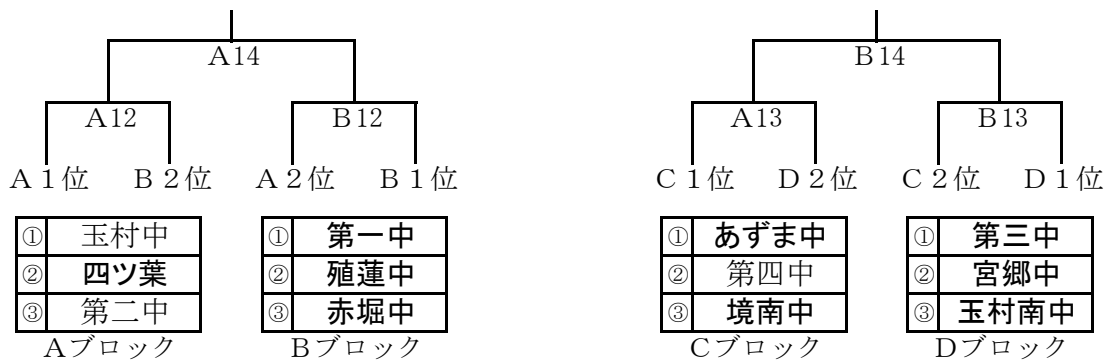 A14 B14
A12 B12 A13 B13
A1位 B2位 A2位 B1位 C1位 D2位 C2位 D1位
① 玉村中 ① 第一中 ① あずま中 ① 第三中
② 四ツ葉 ② 殖蓮中 ② 第四中 ② 宮郷中
③ 第二中 ③ 赤堀中 ③ 境南中 ③ 玉村南中
Aブロック Bブロック Cブロック Dブロック